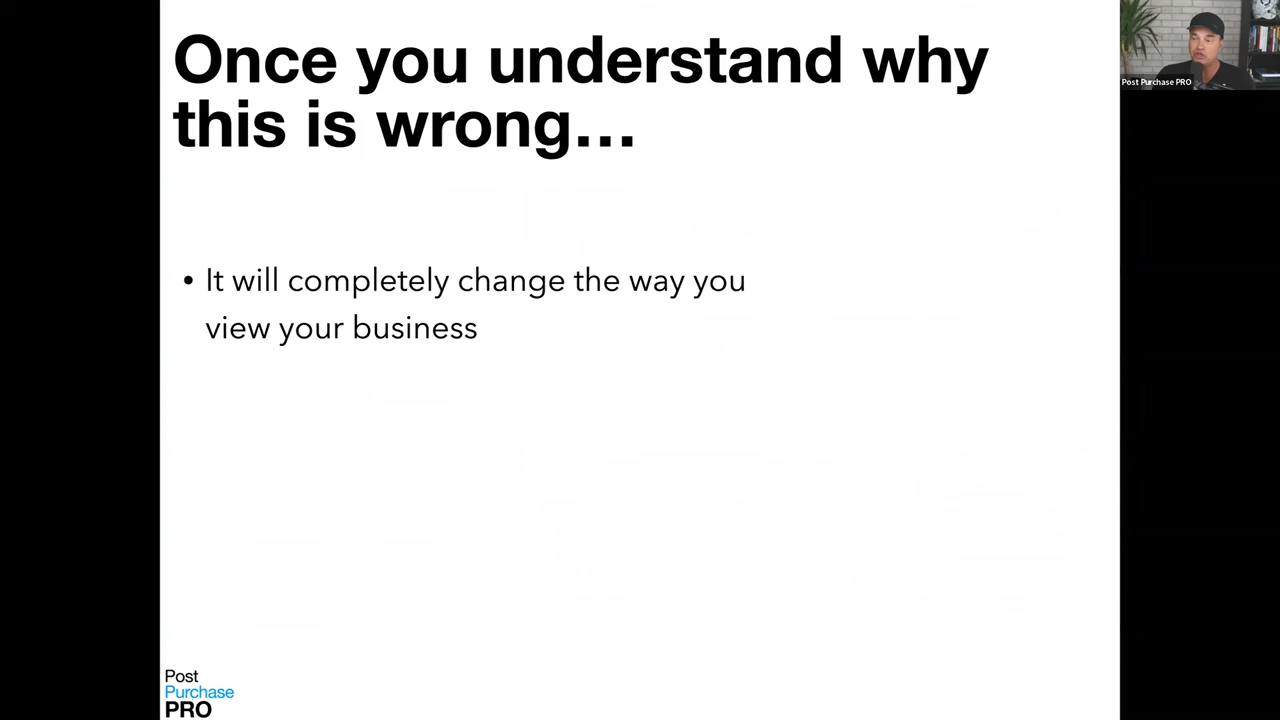 Once you understand why
this is wrong…
Post Purchase PRO
• It will completely change the way you
view your business
Post
Purchase
PRO